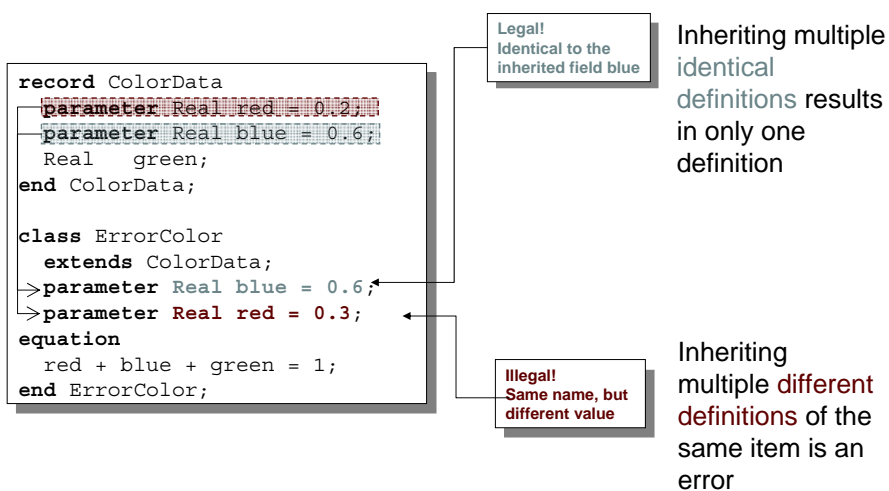 record ColorData
parameter Real red = 0.2;
parameter Real blue = 0.6;
Real green;
end ColorData;
class ErrorColor
extends ColorData;
parameter Real blue = 0.6;
parameter Real red = 0.3;
equation
red + blue + green = 1;
end ErrorColor;
Legal!
Identical to the
inherited field blue
Inheriting multiple
identical
definitions results
in only one
definition
Illegal!
Same name, but
different value
Inheriting
multiple different
definitions of the
same item is an
error